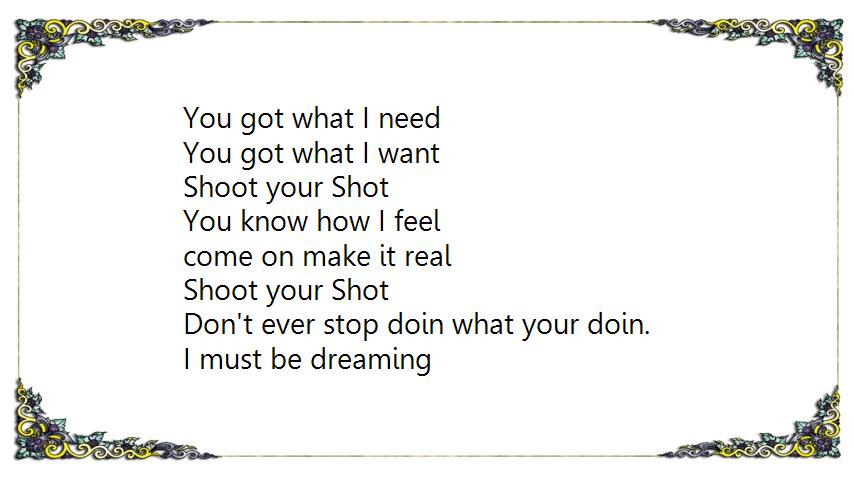 You got what I need
You got what I want
Shoot your Shot
You know how I feel
come on make it real
Shoot your Shot
Don't ever stop doin what your doin.
I must be dreaming